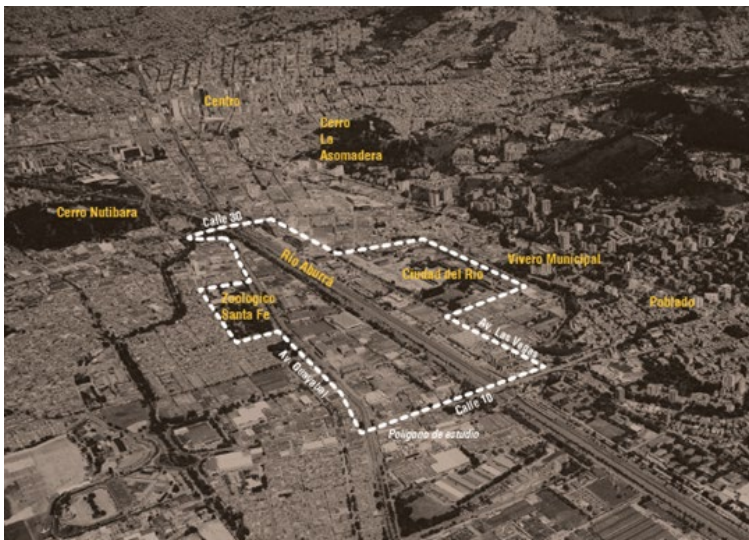 Centro
Cerro
La
Asomadera
Cerro Nutibara
Calle 30
Río Aburrá
Vivero Municipal
Ciudad del Río
Zoológico
Santa Fe
Poblado
Av. Las Vegas
Av. Guayabal
Calle 10
Polígono de estudio